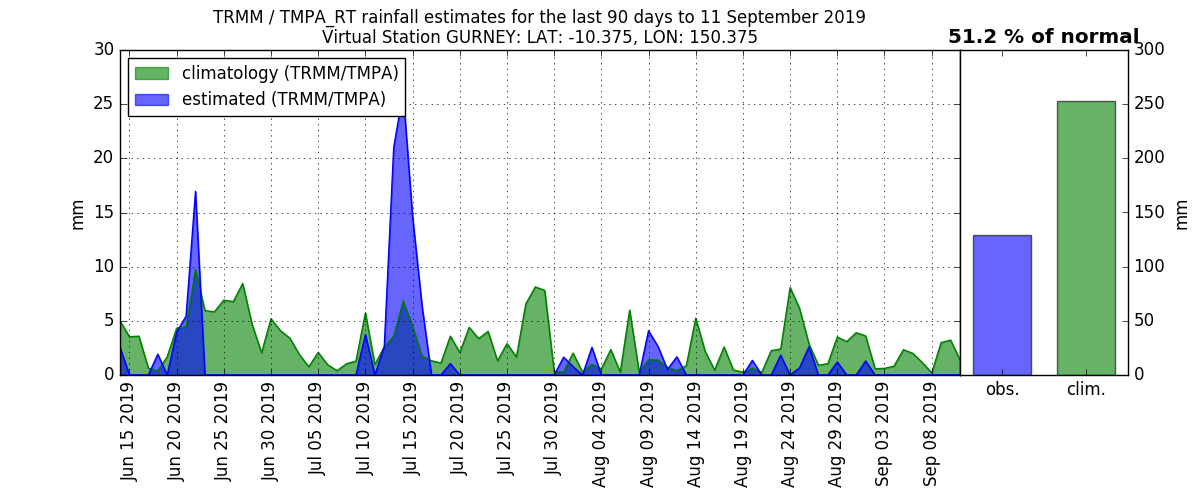 TRMM / TMPA_RT rainfall estimates for the last 90 days to 11 September 2019
Virtual Station GURNEY: LAT: -10.375, LON: 150.375
51.2 % of normal
climatology (TRMM/TMPA)
estimated (TRMM/TMPA)
mm
30
25
20
15
10
5
0
Jun 15 2019
Jun 20 2019
Jun 25 2019
Jun 30 2019
Jul 05 2019
Jul 10 2019
Jul 15 2019
Jul 20 2019
Jul 25 2019
Jul 30 2019
Aug 04 2019
Aug 09 2019
Aug 14 2019
Aug 19 2019
Aug 24 2019
Aug 29 2019
Sep 03 2019
Sep 08 2019
obs.
clim.
300
250
200
150
100
50
0
mm